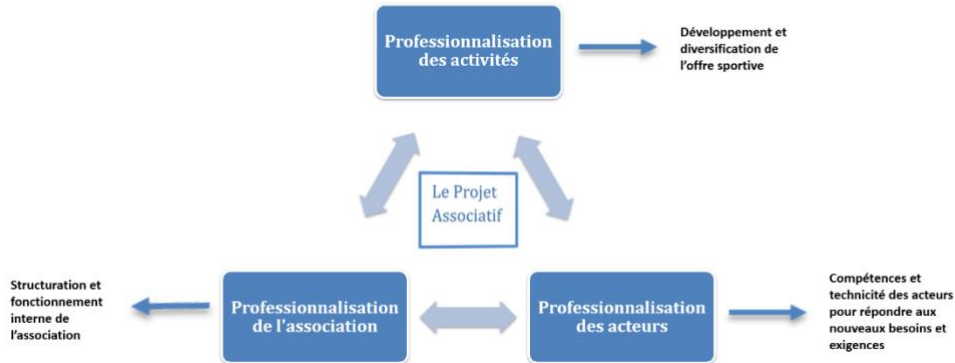 Professionnalisation
des activités
Développement et
diversification de
l'offre sportive
Le Projet
Associatif
Structuration et
fonctionnement
interne de
l'association
Professionnalisation
de l'association
Professionnalisation
des acteurs
Compétences et
technicité des acteurs
pour répondre aux
nouveaux besoins et
exigences